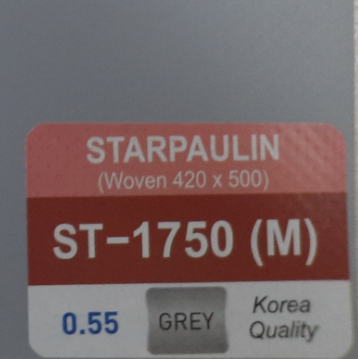 STARPAULIN
(Woven 420 x 500)
ST-1750 (M)
0.55
GREY
Korea
Quality